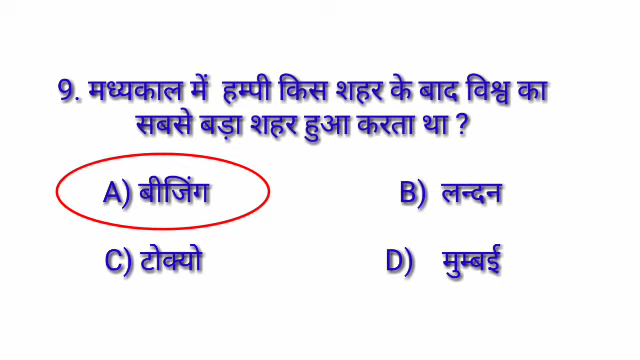 9. मध्यकाल में हम्पी किस शहर के बाद विश्व का
सबसे बड़ा शहर हुआ करता था ?
A) बीजिंग B) लन्दन
C) टोक्यो D) मुम्बई